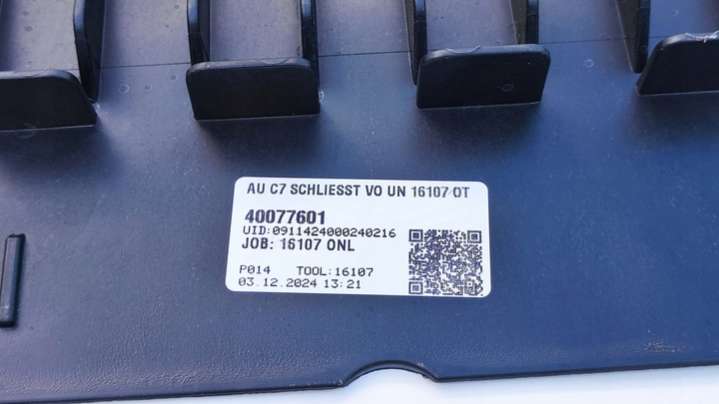 AU C7 SCHLIESST VO UN 16107 OT
40077601
UID:0911424000240216
JOB: 16107 ONL
P014 TOOL:16107
03.12.2024 13:21